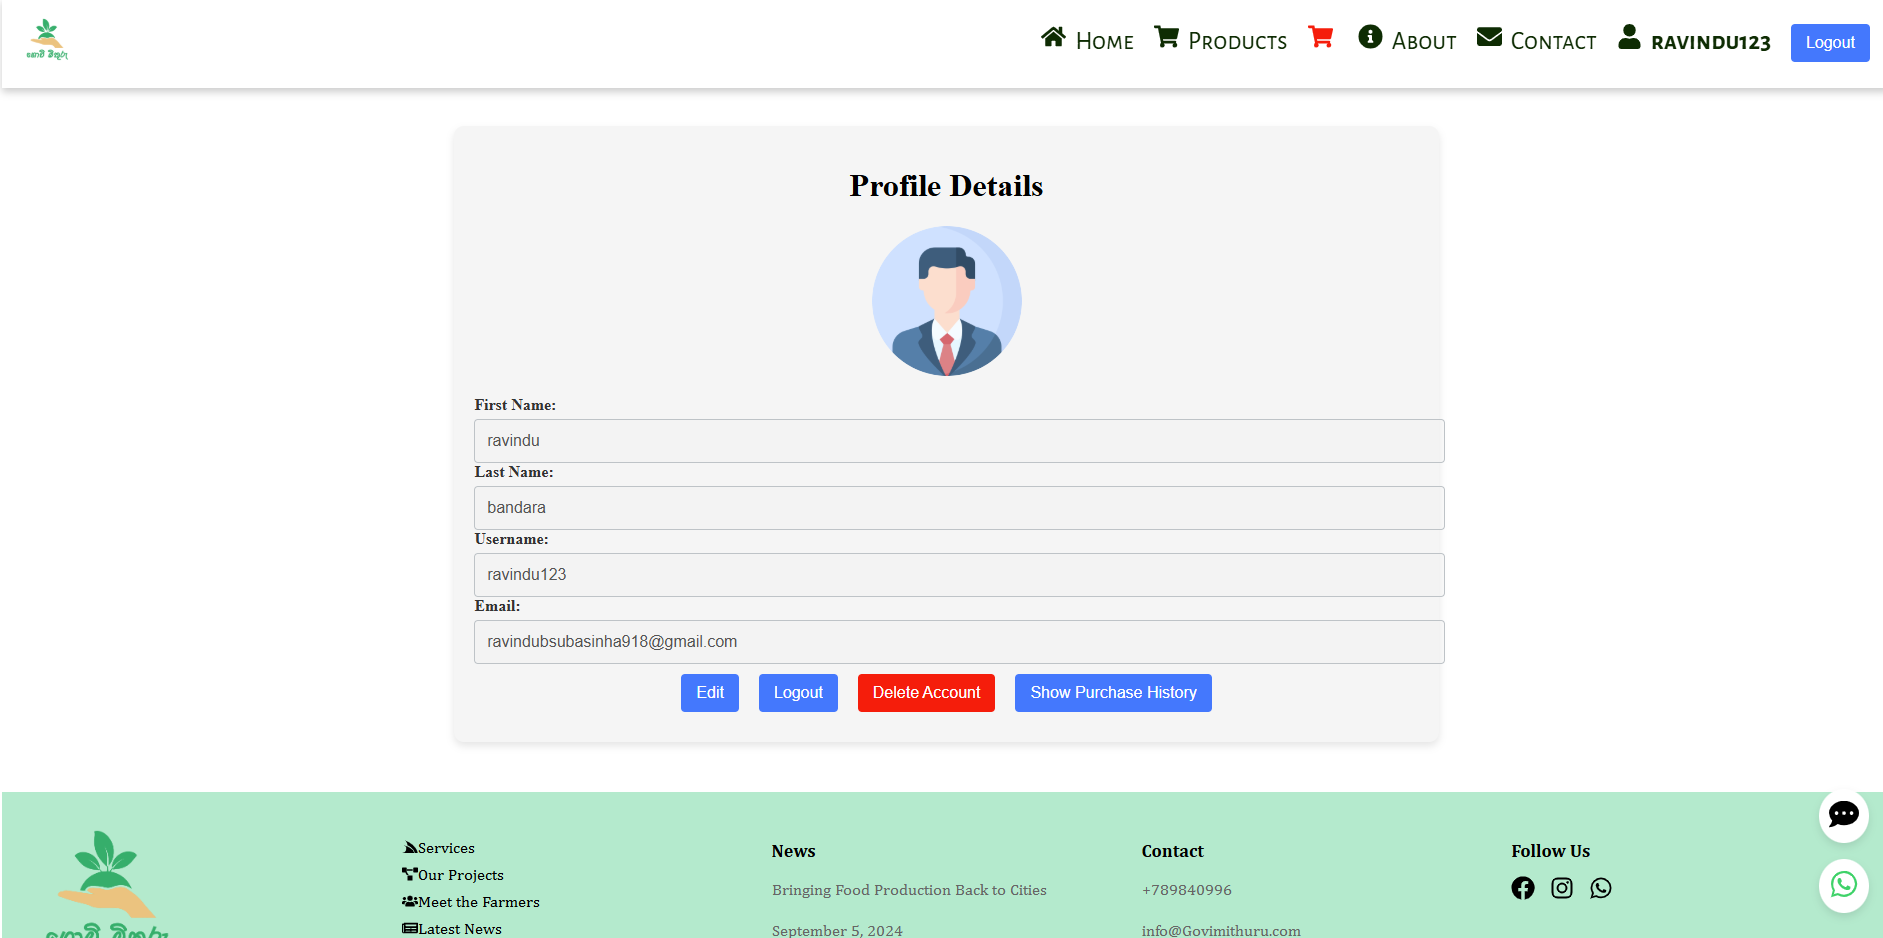 ගොවි මිතුරු
Home
Products
About
Contact
RAVINDU123
Logout
Profile Details
First Name:
ravindu
Last Name:
bandara
Username:
ravindu123
Email:
ravindubsubasinha918@gmail.com
Edit
Logout
Delete Account
Show Purchase History
Services
Our Projects
Meet the Farmers
Latest News
News
Bringing Food Production Back to Cities
September 5, 2024
Contact
+789840996
info@Govimithuru.com
Follow Us
ගොවි මිතුරු